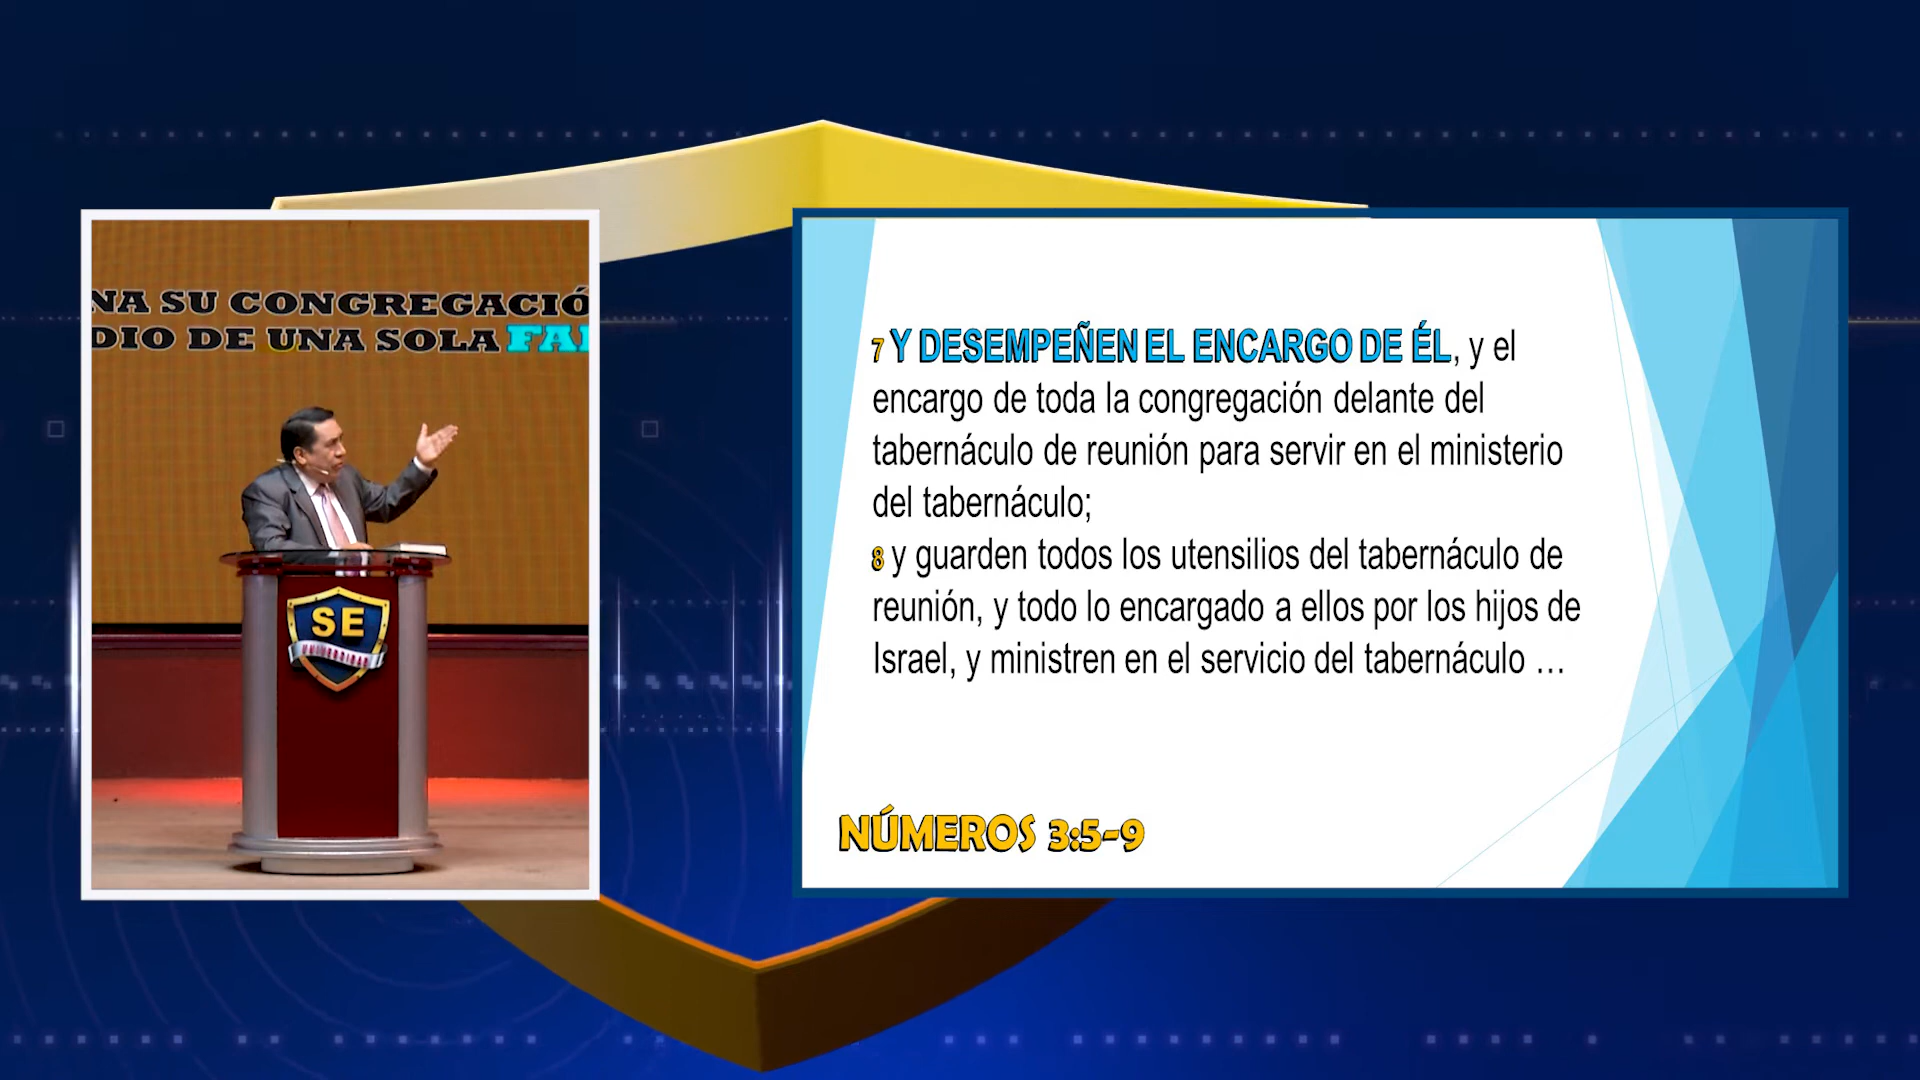 NA SU CONGREGACIÓ
DIO DE UNA SOLA FA
SE
UNIVERSIDAD
7 Y DESEMPEÑEN EL ENCARGO DE ÉL, y el
encargo de toda la congregación delante del
tabernáculo de reunión para servir en el ministerio
del tabernáculo;
8 y guarden todos los utensilios del tabernáculo de
reunión, y todo lo encargado a ellos por los hijos de
Israel, y ministren en el servicio del tabernáculo …
NÚMEROS 3:5-9